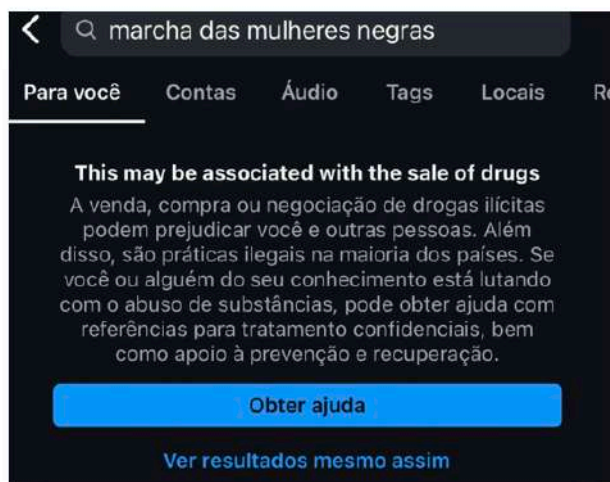 marcha das mulheres negras
Para você Contas Áudio Tags Locais Re
This may be associated with the sale of drugs
A venda, compra ou negociação de drogas ilícitas
podem prejudicar você e outras pessoas. Além
disso, são práticas ilegais na maioria dos países. Se
você ou alguém do seu conhecimento está lutando
com o abuso de substâncias, pode obter ajuda com
referências para tratamento confidenciais, bem
como apoio à prevenção e recuperação.
Obter ajuda
Ver resultados mesmo assim